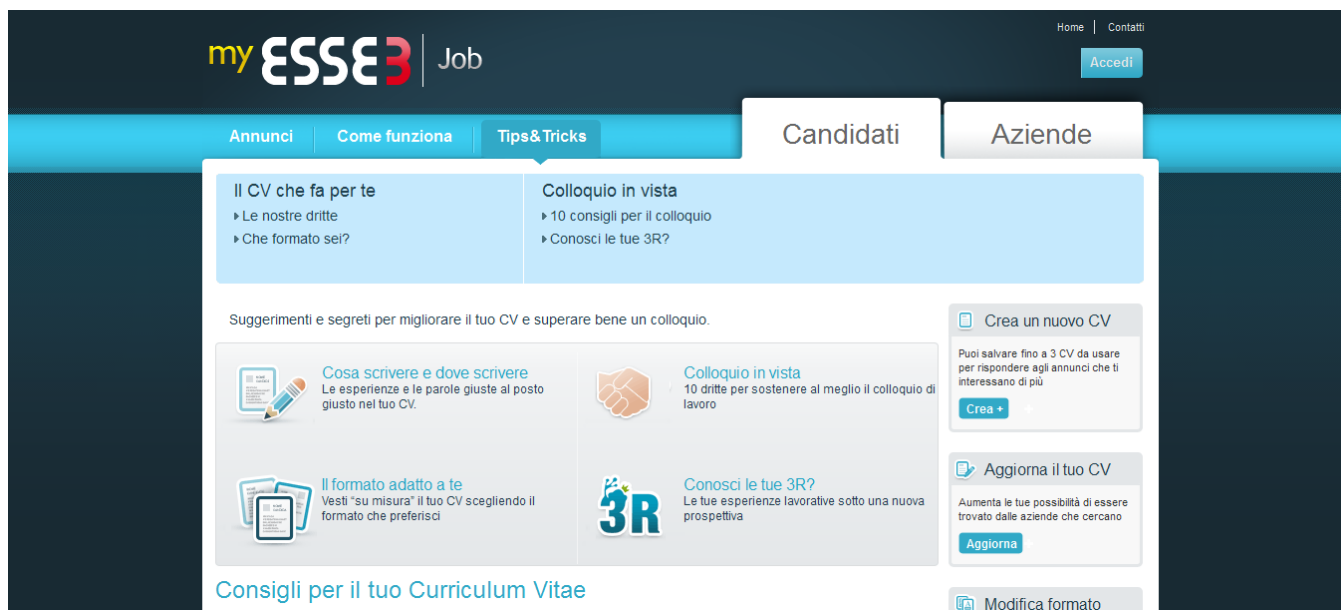 Home | Contatti
my ESSE3 | Job
Accedi
Annunci
Come funziona
Tips&Tricks
Candidati
Aziende
Il CV che fa per te
Le nostre dritte
Che formato sei?
Colloquio in vista
10 consigli per il colloquio
Conosci le tue 3R?
Suggerimenti e segreti per migliorare il tuo CV e superare bene un colloquio.
Cosa scrivere e dove scrivere
Le esperienze e le parole giuste al posto
giusto nel tuo CV.
Colloquio in vista
10 dritte per sostenere al meglio il colloquio di
lavoro
Il formato adatto a te
Vesti “su misura” il tuo CV scegliendo il
formato che preferisci
3R
Conosci le tue 3R?
Le tue esperienze lavorative sotto una nuova
prospettiva
Crea un nuovo CV
Puoi salvare fino a 3 CV da usare
per rispondere agli annunci che ti
interessano di più
Crea +
Aggiorna il tuo CV
Aumenta le tue possibilità di essere
trovato dalle aziende che cercano
Aggiorna
Consigli per il tuo Curriculum Vitae
Modifica formato